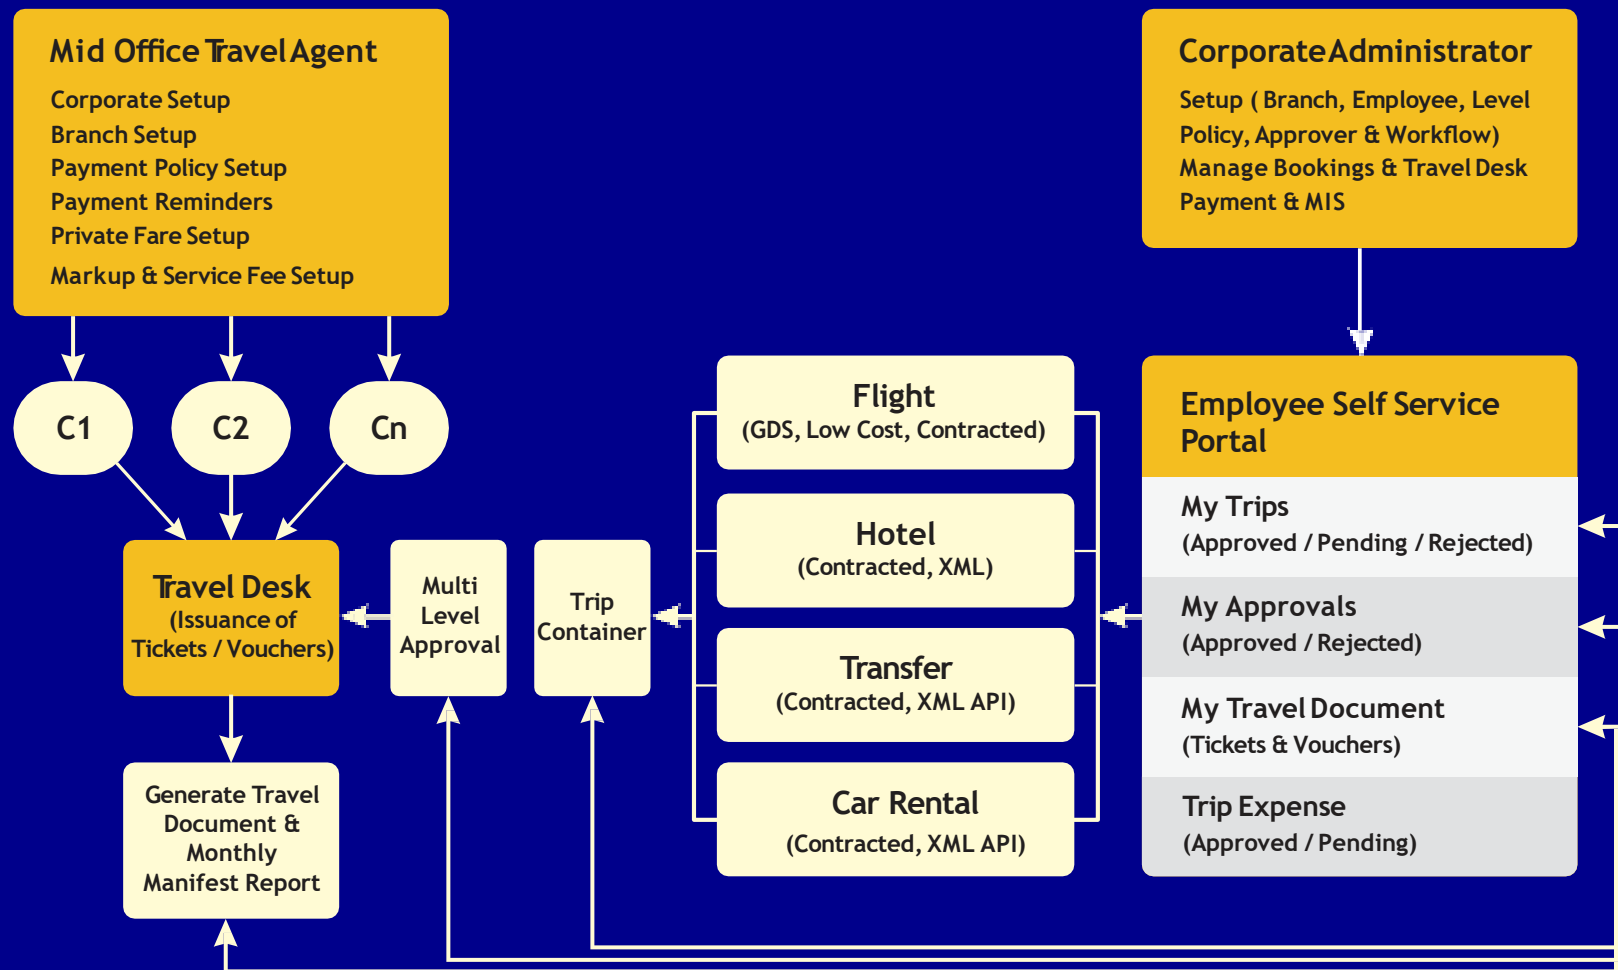 Mid Office Travel Agent
Corporate Setup
Branch Setup
Payment Policy Setup
Payment Reminders
Private Fare Setup
Markup & Service Fee Setup
C1
C2
Cn
Travel Desk
(Issuance of
Tickets / Vouchers)
Generate Travel
Document &
Monthly
Manifest Report
Multi
Level
Approval
Trip
Container
Flight
(GDS, Low Cost, Contracted)
Hotel
(Contracted, XML)
Transfer
(Contracted, XML API)
Car Rental
(Contracted, XML API)
Corporate Administrator
Setup ( Branch, Employee, Level
Policy, Approver & Workflow)
Manage Bookings & Travel Desk
Payment & MIS
Employee Self Service
Portal
My Trips
(Approved / Pending / Rejected)
My Approvals
(Approved / Rejected)
My Travel Document
(Tickets & Vouchers)
Trip Expense
(Approved / Pending)